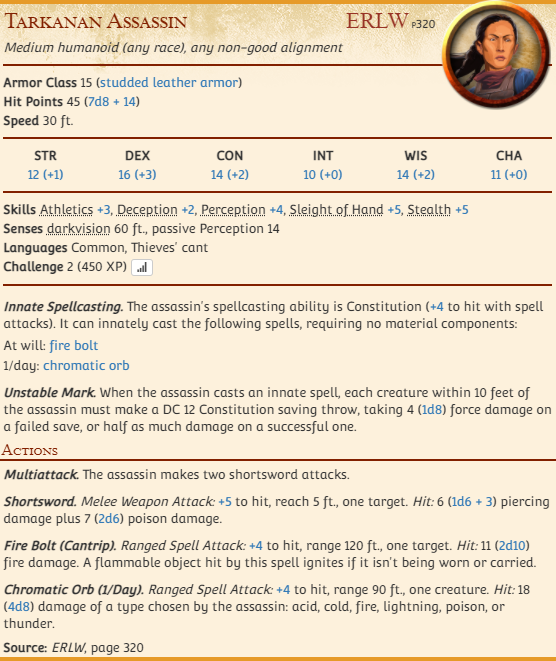 Tarkanan Assassin ERLW p320
Medium humanoid (any race), any non-good alignment
Armor Class 15 (studded leather armor)
Hit Points 45 (7d8 + 14)
Speed 30 ft.
STR DEX CON INT WIS CHA
12 (+1) 16 (+3) 14 (+2) 10 (+0) 14 (+2) 11 (+0)
Skills Athletics +3, Deception +2, Perception +4, Sleight of Hand +5, Stealth +5
Senses darkvision 60 ft., passive Perception 14
Languages Common, Thieves' cant
Challenge 2 (450 XP)
Innate Spellcasting. The assassin's spellcasting ability is Constitution (+4 to hit with spell
attacks). It can innately cast the following spells, requiring no material components:
At will: fire bolt
1/day: chromatic orb
Unstable Mark. When the assassin casts an innate spell, each creature within 10 feet of
the assassin must make a DC 12 Constitution saving throw, taking 4 (1d8) force damage on
a failed save, or half as much damage on a successful one.
Actions
Multiattack. The assassin makes two shortsword attacks.
Shortsword. Melee Weapon Attack: +5 to hit, reach 5 ft., one target. Hit: 6 (1d6 + 3) piercing
damage plus 7 (2d6) poison damage.
Fire Bolt (Cantrip). Ranged Spell Attack: +4 to hit, range 120 ft., one target. Hit: 11 (2d10)
fire damage. A flammable object hit by this spell ignites if it isn't being worn or carried.
Chromatic Orb (1/Day). Ranged Spell Attack: +4 to hit, range 90 ft., one creature. Hit: 18
(4d8) damage of a type chosen by the assassin: acid, cold, fire, lightning, poison, or
thunder.
Source: ERLW, page 320